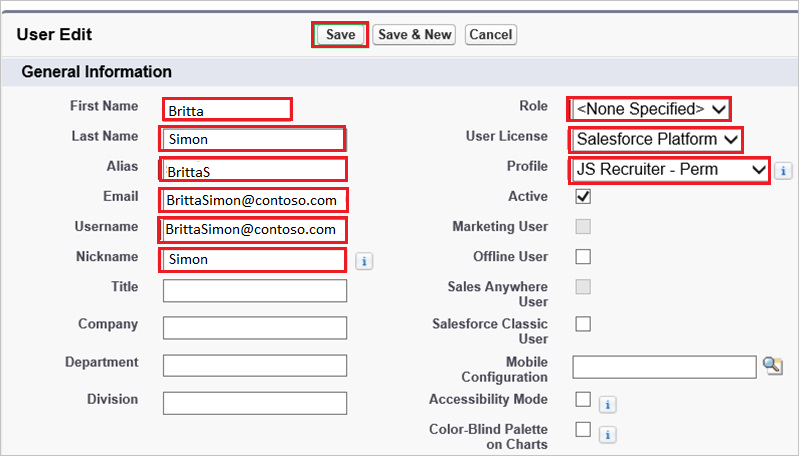 User Edit
Save
Save & New
Cancel
General Information
First Name
Britta
Role
<None Specified>
Last Name
Simon
User License
Salesforce Platform
Alias
BrittaS
Profile
JS Recruiter - Perm
i
Email
BrittaSimon@contoso.com
Active
Username
BrittaSimon@contoso.com
Marketing User
Nickname
Simon
i
Offline User
Title
Sales Anywhere
User
Company
Salesforce Classic
User
Department
Mobile
Configuration
Division
Accessibility Mode
i
Color-Blind Palette
on Charts
i